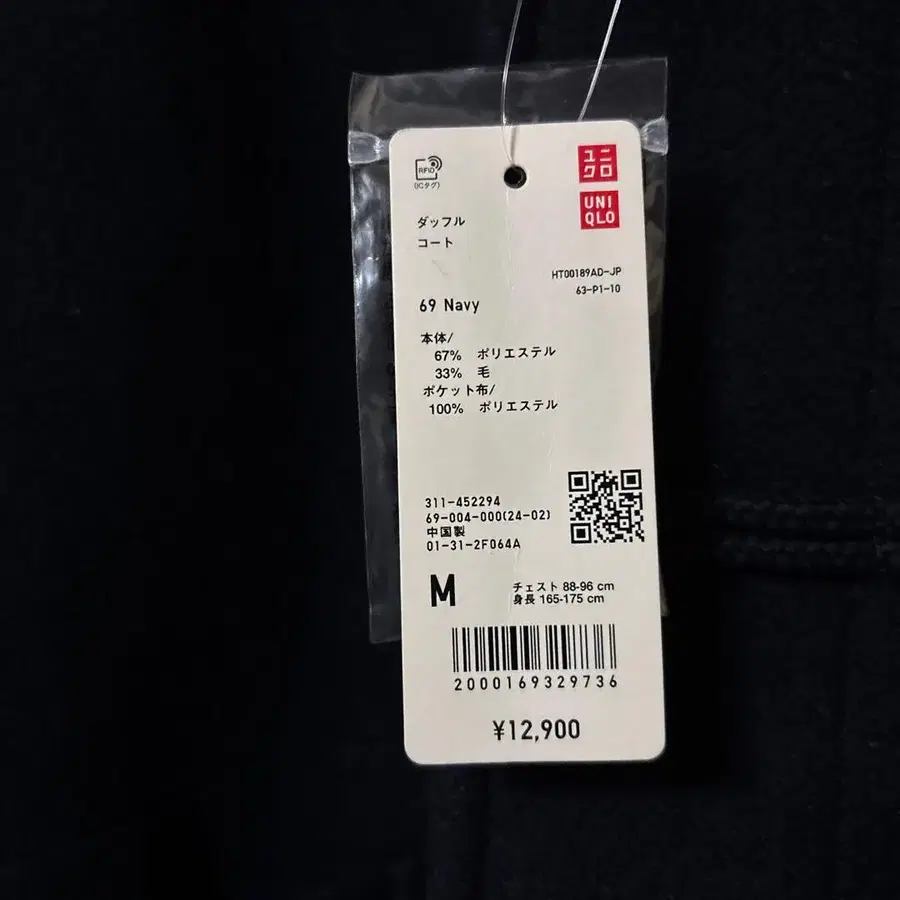 RFID
(ICタグ)
ユニ
クロ
UNI
QLO
ダッフル
コート
HT00189AD-JP
63-P1-10
69 Navy
本体/
67% ポリエステル
33% 毛
ポケット布/
100% ポリエステル
311-452294
69-004-000(24-02)
中国製
01-31-2F064A
M
チェスト 88-96 cm
身長 165-175 cm
2000169329736
¥12,900